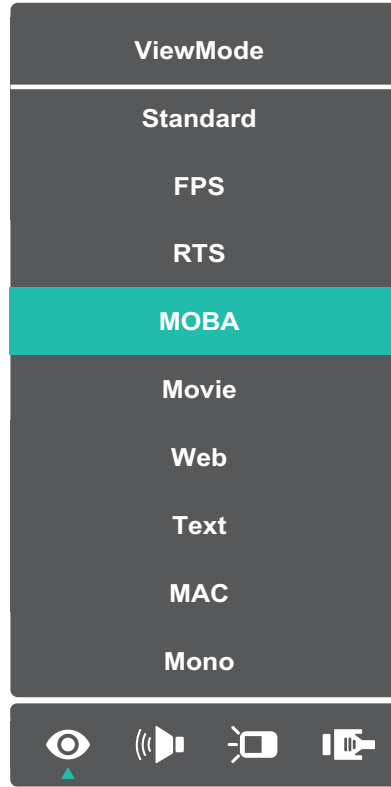 ViewMode
Standard
FPS
RTS
MOBA
Movie
Web
Text
MAC
Mono